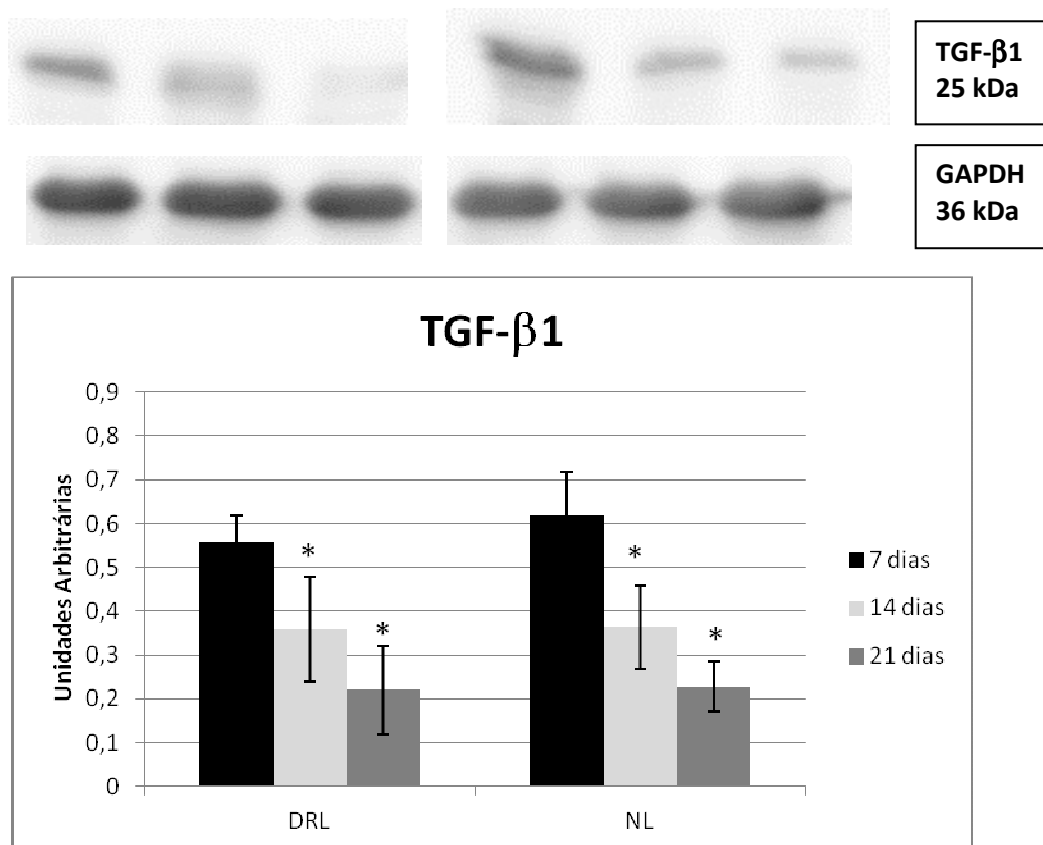 TGF-β1
25 kDa
GAPDH
36 kDa
TGF-β1
Unidades Arbitrárias
0,9
0,8
0,7
0,6
0,5
0,4
0,3
0,2
0,1
0
*
*
*
*
DRL
NL
7 dias
14 dias
21 dias